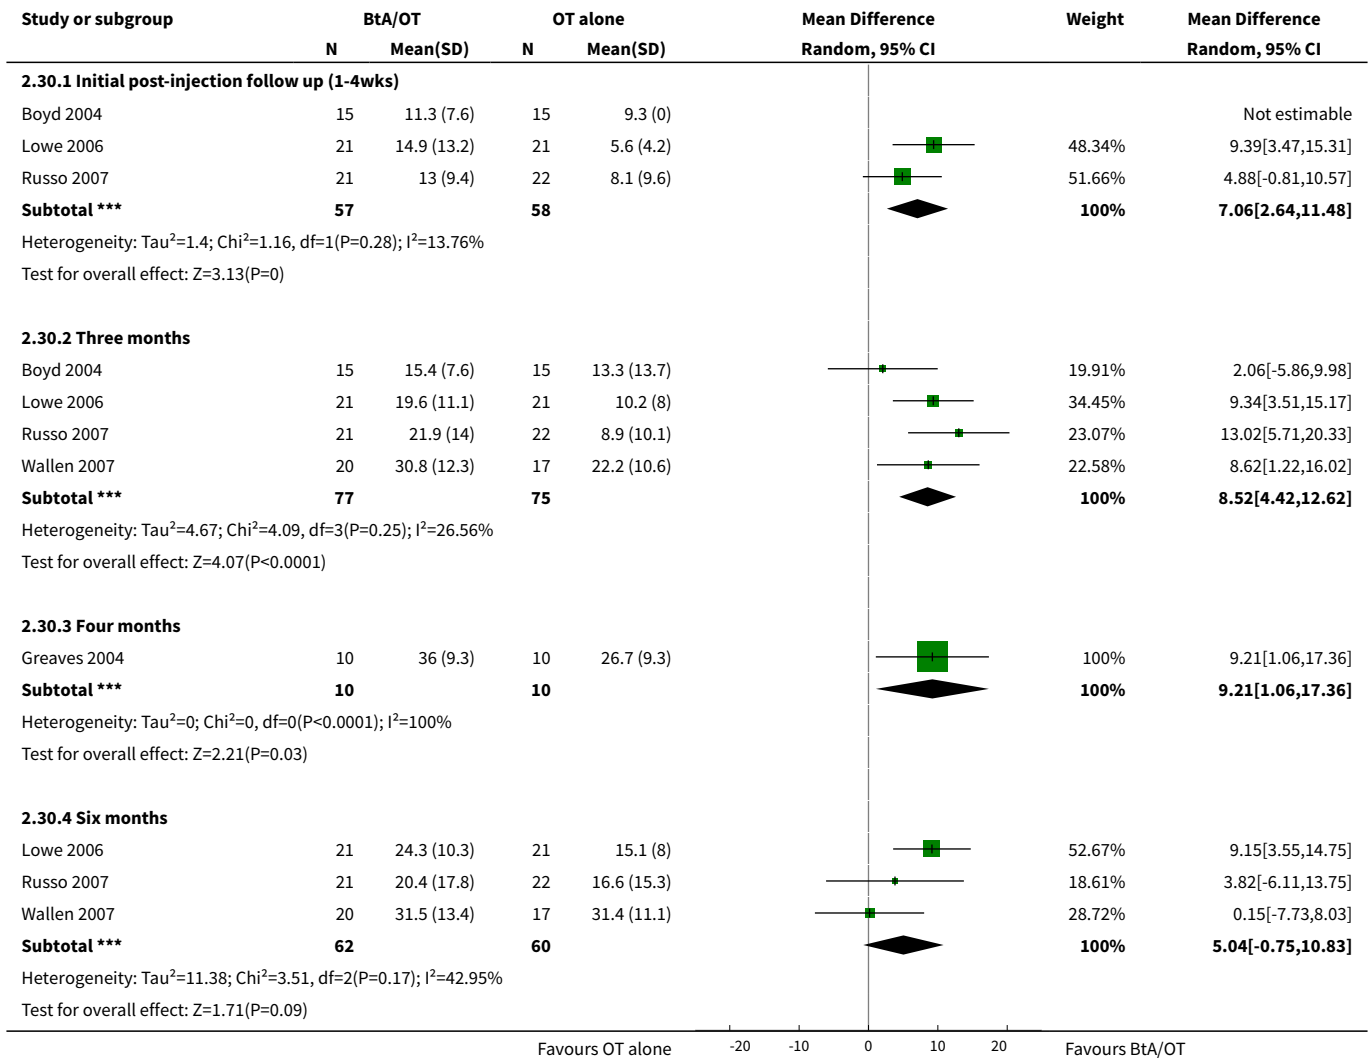 Study or subgroup BtA/OT OT alone Mean Difference Weight Mean Difference
N Mean(SD) N Mean(SD) Random, 95% CI Random, 95% CI
2.30.1 Initial post-injection follow up (1-4wks)
Boyd 2004 15 11.3 (7.6) 15 9.3 (0) Not estimable
Lowe 2006 21 14.9 (13.2) 21 5.6 (4.2) 48.34% 9.39[3.47,15.31]
Russo 2007 21 13 (9.4) 22 8.1 (9.6) 51.66% 4.88[-0.81,10.57]
Subtotal *** 57 58 100% 7.06[2.64,11.48]
Heterogeneity: Tau²=1.4; Chi²=1.16, df=1(P=0.28); I²=13.76%
Test for overall effect: Z=3.13(P=0)
2.30.2 Three months
Boyd 2004 15 15.4 (7.6) 15 13.3 (13.7) 19.91% 2.06[-5.86,9.98]
Lowe 2006 21 19.6 (11.1) 21 10.2 (8) 34.45% 9.34[3.51,15.17]
Russo 2007 21 21.9 (14) 22 8.9 (10.1) 23.07% 13.02[5.71,20.33]
Wallen 2007 20 30.8 (12.3) 17 22.2 (10.6) 22.58% 8.62[1.22,16.02]
Subtotal *** 77 75 100% 8.52[4.42,12.62]
Heterogeneity: Tau²=4.67; Chi²=4.09, df=3(P=0.25); I²=26.56%
Test for overall effect: Z=4.07(P<0.0001)
2.30.3 Four months
Greaves 2004 10 36 (9.3) 10 26.7 (9.3) 100% 9.21[1.06,17.36]
Subtotal *** 10 10 100% 9.21[1.06,17.36]
Heterogeneity: Tau²=0; Chi²=0, df=0(P<0.0001); I²=100%
Test for overall effect: Z=2.21(P=0.03)
2.30.4 Six months
Lowe 2006 21 24.3 (10.3) 21 15.1 (8) 52.67% 9.15[3.55,14.75]
Russo 2007 21 20.4 (17.8) 22 16.6 (15.3) 18.61% 3.82[-6.11,13.75]
Wallen 2007 20 31.5 (13.4) 17 31.4 (11.1) 28.72% 0.15[-7.73,8.03]
Subtotal *** 62 60 100% 5.04[-0.75,10.83]
Heterogeneity: Tau²=11.38; Chi²=3.51, df=2(P=0.17); I²=42.95%
Test for overall effect: Z=1.71(P=0.09)
Favours OT alone -20 -10 0 10 20 Favours BtA/OT